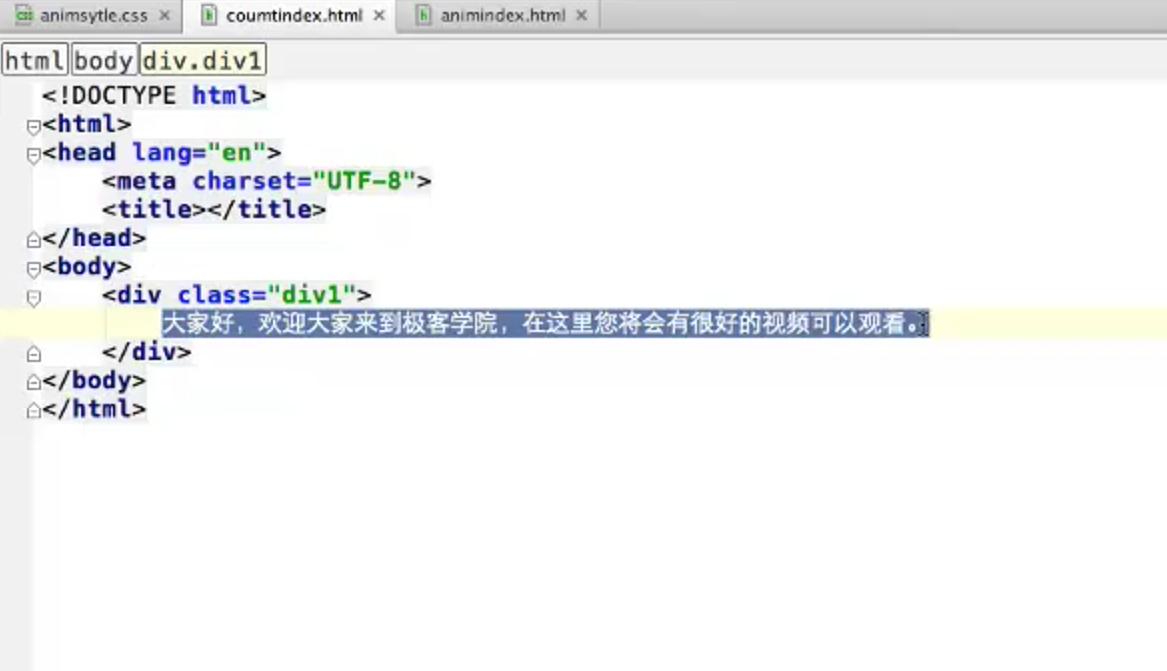 animsytle.css countindex.html animindex.html
html body div.div1
<!DOCTYPE html>
<html>
<head lang="en">
<meta charset="UTF-8">
<title></title>
</head>
<body>
<div class="div1">
大家好，欢迎大家来到极客学院，在这里您将会有很好的视频可以观看。
</div>
</body>
</html>